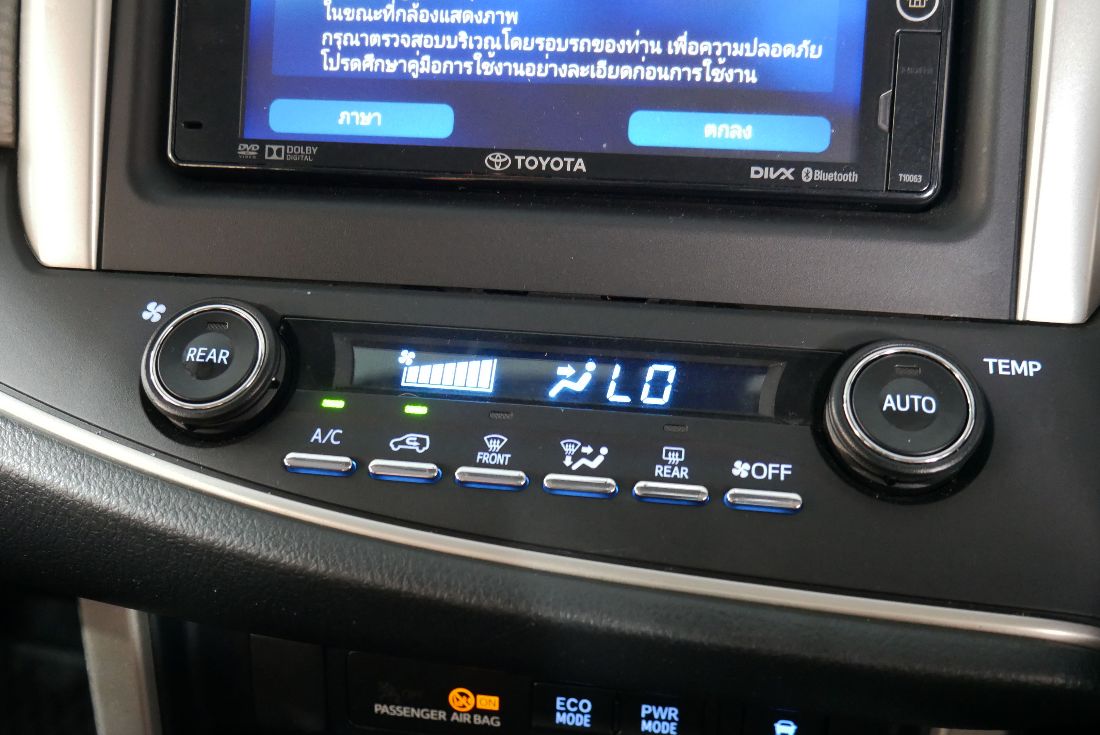 ในขณะที่กล้องแสดงภาพ
กรุณาตรวจสอบบริเวณโดยรอบรถของท่าน เพื่อความปลอดภัย
โปรดศึกษาคู่มือการใช้งานอย่างละเอียดก่อนการใช้งาน
ภาษา
ตกลง
DVD VIDEO
DOLBY DIGITAL
TOYOTA
DIVX
Bluetooth
T10063
REAR
LO
AUTO
TEMP
A/C
FRONT
REAR
OFF
ON
PASSENGER AIR BAG
ECO MODE
PWR MODE